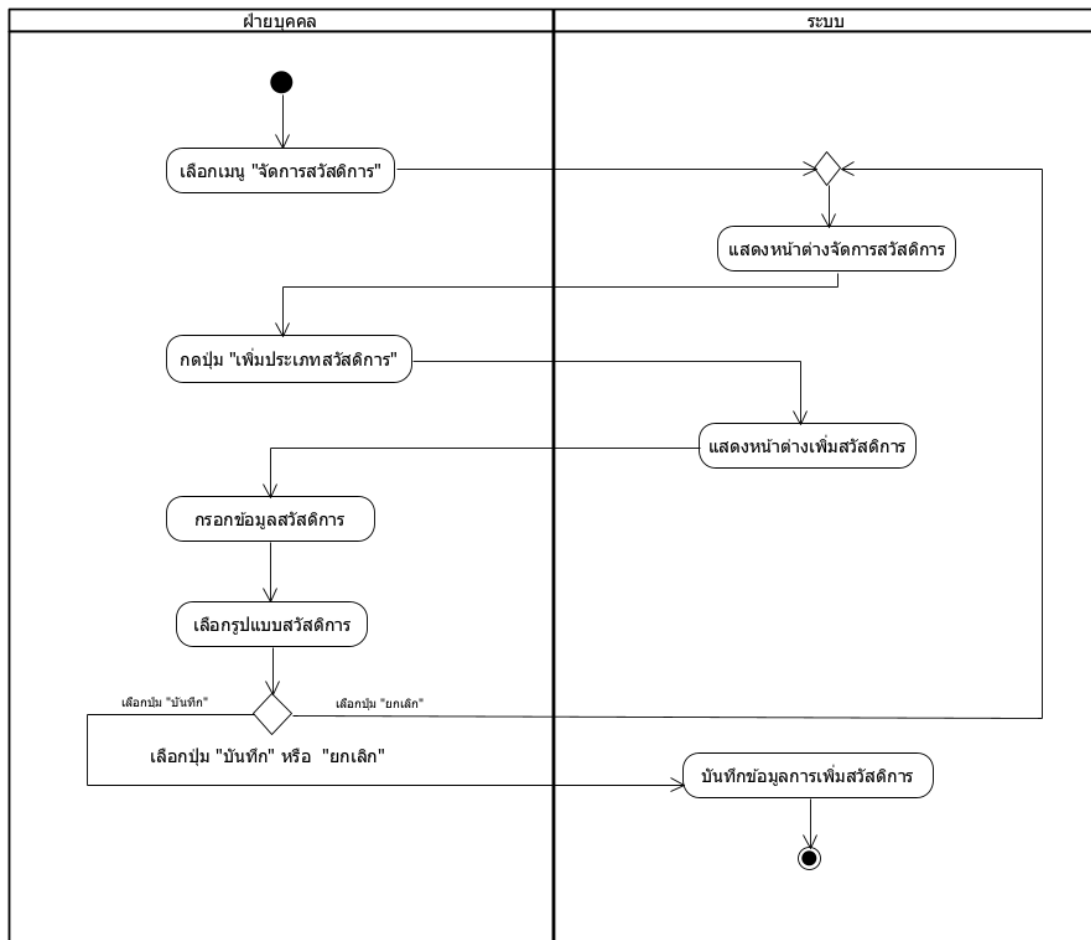 ฝ่ายบุคคล
ระบบ
เลือกเมนู "จัดการสวัสดิการ"
แสดงหน้าต่างจัดการสวัสดิการ
กดปุ่ม "เพิ่มประเภทสวัสดิการ"
แสดงหน้าต่างเพิ่มสวัสดิการ
กรอกข้อมูลสวัสดิการ
เลือกรูปแบบสวัสดิการ
เลือกปุ่ม "บันทึก"
เลือกปุ่ม "ยกเลิก"
เลือกปุ่ม "บันทึก" หรือ "ยกเลิก"
บันทึกข้อมูลการเพิ่มสวัสดิการ